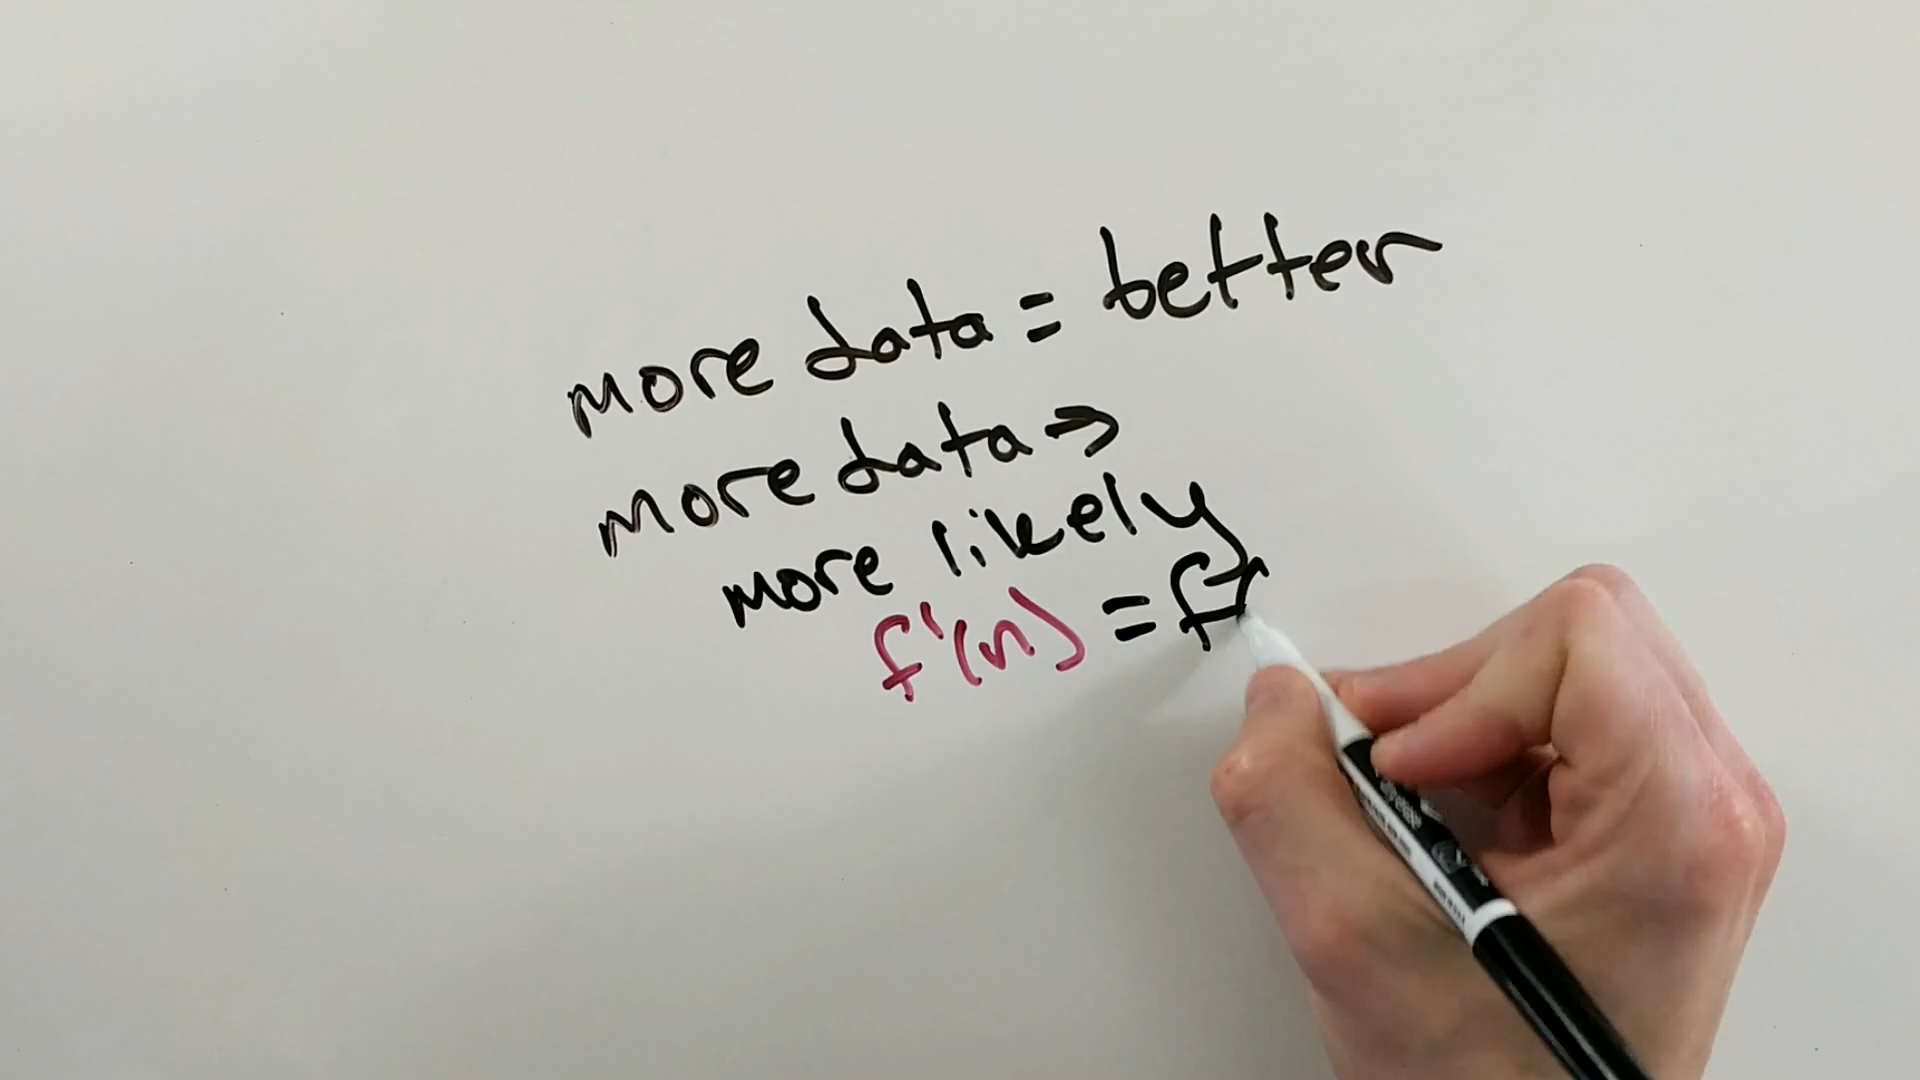 more data = better
more data →
more likely
f'(n) = f